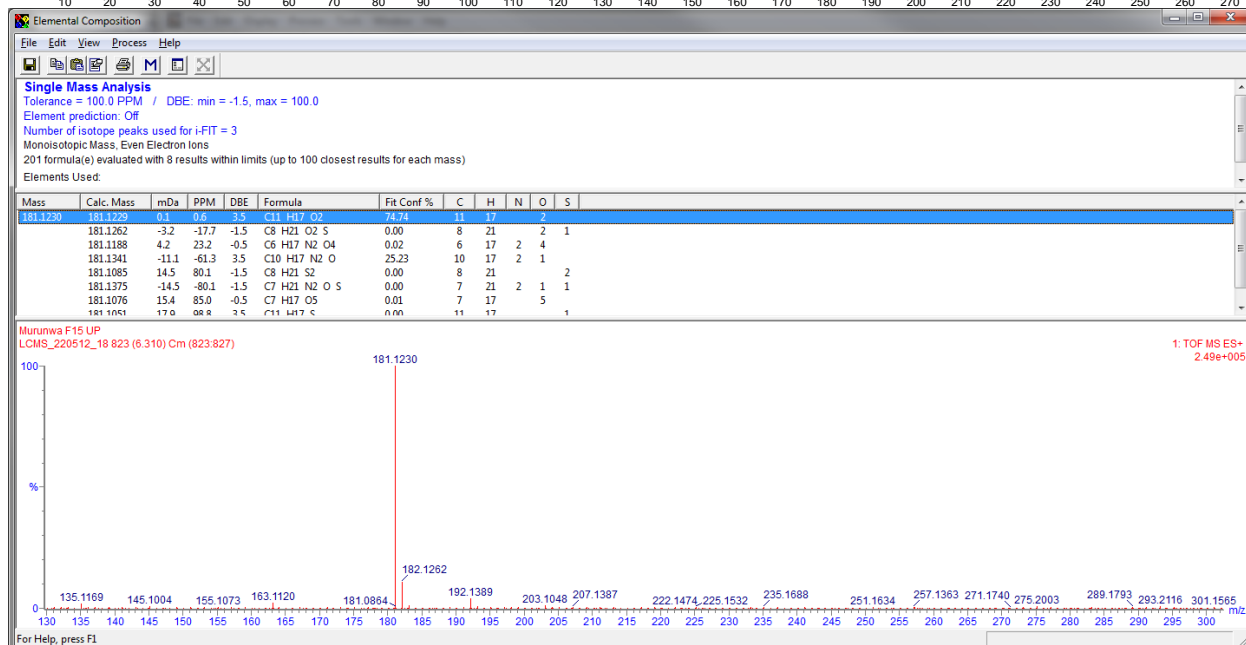 10 20 30 40 50 60 70 80 90 100 110 120 130 140 150 160 170 180 190 200 210 220 230 240 250 260 270
Elemental Composition
File Edit View Process Help
M
Single Mass Analysis
Tolerance = 100.0 PPM / DBE: min = -1.5, max = 100.0
Element prediction: Off
Number of isotope peaks used for i-FIT = 3
Monoisotopic Mass, Even Electron Ions
201 formula(e) evaluated with 8 results within limits (up to 100 closest results for each mass)
Elements Used:
Mass Calc. Mass mDa PPM DBE Formula Fit Conf % C H N O S
181.1230 181.1229 0.1 0.6 3.5 C11 H17 O2 74.74 11 17 2
181.1262 -3.2 -17.7 -1.5 C8 H21 O2 S 0.00 8 21 2 1
181.1188 4.2 23.2 -0.5 C6 H17 N2 O4 0.02 6 17 2 4
181.1341 -11.1 -61.3 3.5 C10 H17 N2 O 25.23 10 17 2 1
181.1085 14.5 80.1 -1.5 C8 H21 S2 0.00 8 21 2
181.1375 -14.5 -80.1 -1.5 C7 H21 N2 O S 0.00 7 21 2 1 1
181.1076 15.4 85.0 -0.5 C7 H17 O5 0.01 7 17 5
181.1051 17.9 98.8 3.5 C11 H17 S 0.00 11 17 1
Murunwa F15 UP
LCMS_220512_18 823 (6.310) Cm (823:827)
1: TOF MS ES+
2.49e+005
100
181.1230
%
182.1262
135.1169 145.1004 155.1073 163.1120 181.0864 192.1389 203.1048 207.1387 222.1474 225.1532 235.1688 251.1634 257.1363 271.1740 275.2003 289.1793 293.2116 301.1565
0
m/z
130 135 140 145 150 155 160 165 170 175 180 185 190 195 200 205 210 215 220 225 230 235 240 245 250 255 260 265 270 275 280 285 290 295 300
For Help, press F1